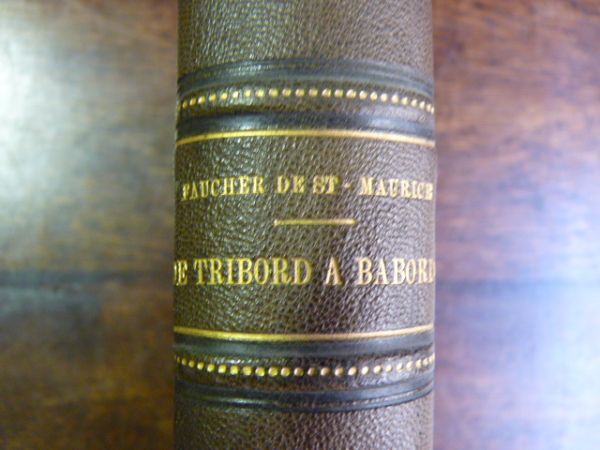 FAUCHER DE ST-MAURICE
DE TRIBORD A BABORD